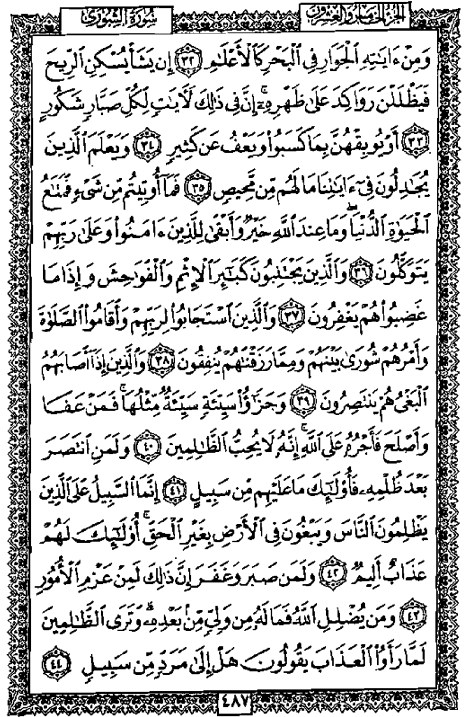 الجزء الخامس والعشرون
سورة الشورى
وَمِنْ ءَايَٰتِهِ ٱلْجَوَارِ فِى ٱلْبَحْرِ كَٱلْأَعْلَٰمِ ٣٢ إِن يَشَأْ يُسْكِنِ ٱلرِّيحَ
فَيَظْلَلْنَ رَوَاكِدَ عَلَىٰ ظَهْرِهِۦٓ إِنَّ فِى ذَٰلِكَ لَءَايَٰتٍ لِّكُلِّ صَبَّارٍ شَكُورٍ
٣٣ أَوْ يُوبِقْهُنَّ بِمَا كَسَبُوا۟ وَيَعْفُ عَن كَثِيرٍ ٣٤ وَيَعْلَمَ ٱلَّذِينَ
يُجَٰدِلُونَ فِىٓ ءَايَٰتِنَا مَا لَهُم مِّن مَّحِيصٍ ٣٥ فَمَآ أُوتِيتُم مِّن شَىْءٍ فَمَتَٰعُ
ٱلْحَيَوٰةِ ٱلدُّنْيَا وَمَا عِندَ ٱللَّهِ خَيْرٌ وَأَبْقَىٰ لِلَّذِينَ ءَامَنُوا۟ وَعَلَىٰ رَبِّهِمْ
يَتَوَكَّلُونَ ٣٦ وَٱلَّذِينَ يَجْتَنِبُونَ كَبَٰٓئِرَ ٱلْإِثْمِ وَٱلْفَوَٰحِشَ وَإِذَا مَا
غَضِبُوا۟ هُمْ يَغْفِرُونَ ٣٧ وَٱلَّذِينَ ٱسْتَجَابُوا۟ لِرَبِّهِمْ وَأَقَامُوا۟ ٱلصَّلَوٰةَ
وَأَمْرُهُمْ شُورَىٰ بَيْنَهُمْ وَمِمَّا رَزَقْنَٰهُمْ يُنفِقُونَ ٣٨ وَٱلَّذِينَ إِذَآ أَصَابَهُمُ
ٱلْبَغْىُ هُمْ يَنتَصِرُونَ ٣٩ وَجَزَٰٓؤُا۟ سَيِّئَةٍ سَيِّئَةٌ مِّثْلُهَا فَمَنْ عَفَا
وَأَصْلَحَ فَأَجْرُهُۥ عَلَى ٱللَّهِ إِنَّهُۥ لَا يُحِبُّ ٱلظَّٰلِمِينَ ٤٠ وَلَمَنِ ٱنتَصَرَ
بَعْدَ ظُلْمِهِۦ فَأُو۟لَٰٓئِكَ مَا عَلَيْهِم مِّن سَبِيلٍ ٤١ إِنَّمَا ٱلسَّبِيلُ عَلَى ٱلَّذِينَ
يَظْلِمُونَ ٱلنَّاسَ وَيَبْغُونَ فِى ٱلْأَرْضِ بِغَيْرِ ٱلْحَقِّ أُو۟لَٰٓئِكَ لَهُمْ
عَذَابٌ أَلِيمٌ ٤٢ وَلَمَن صَبَرَ وَغَفَرَ إِنَّ ذَٰلِكَ لَمِنْ عَزْمِ ٱلْأُمُورِ
٤٣ وَمَن يُضْلِلِ ٱللَّهُ فَمَا لَهُۥ مِن وَلِىٍّ مِّنۢ بَعْدِهِۦ وَتَرَى ٱلظَّٰلِمِينَ
لَمَّا رَأَوُا۟ ٱلْعَذَابَ يَقُولُونَ هَلْ إِلَىٰ مَرَدٍّ مِّن سَبِيلٍ ٤٤
٤٨٧